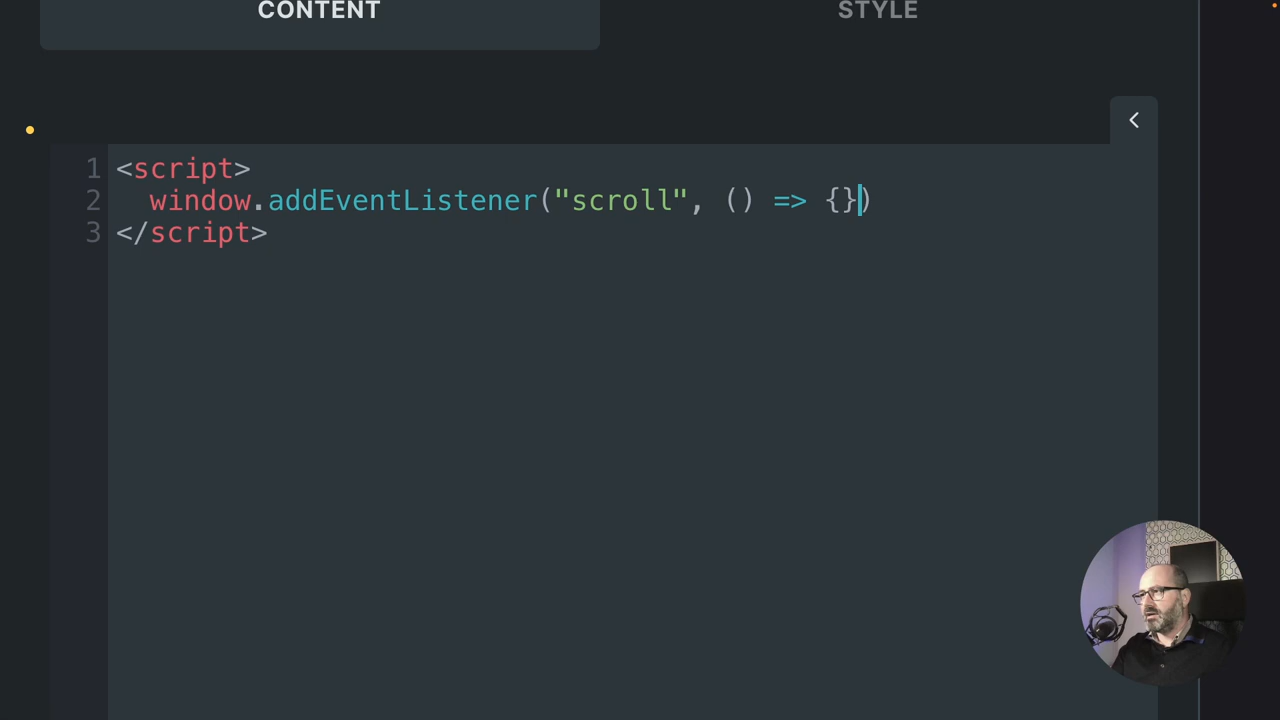 CONTENT STYLE
1 <script>
2   window.addEventListener("scroll", () => {})
3 </script>